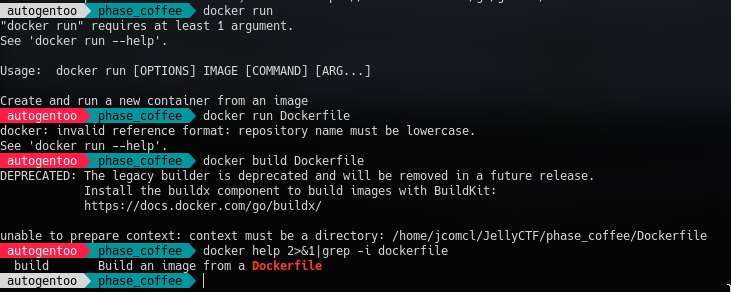 autogentoo phase_coffee docker run
"docker run" requires at least 1 argument.
See 'docker run --help'.
Usage:  docker run [OPTIONS] IMAGE [COMMAND] [ARG...]
Create and run a new container from an image
autogentoo phase_coffee docker run Dockerfile
docker: invalid reference format: repository name must be lowercase.
See 'docker run --help'.
autogentoo phase_coffee docker build Dockerfile
DEPRECATED: The legacy builder is deprecated and will be removed in a future release.
Install the buildx component to build images with BuildKit:
https://docs.docker.com/go/buildx/
unable to prepare context: context must be a directory: /home/jcomcl/JellyCTF/phase_coffee/Dockerfile
autogentoo phase_coffee docker help 2>&1|grep -i dockerfile
build       Build an image from a Dockerfile
autogentoo phase_coffee